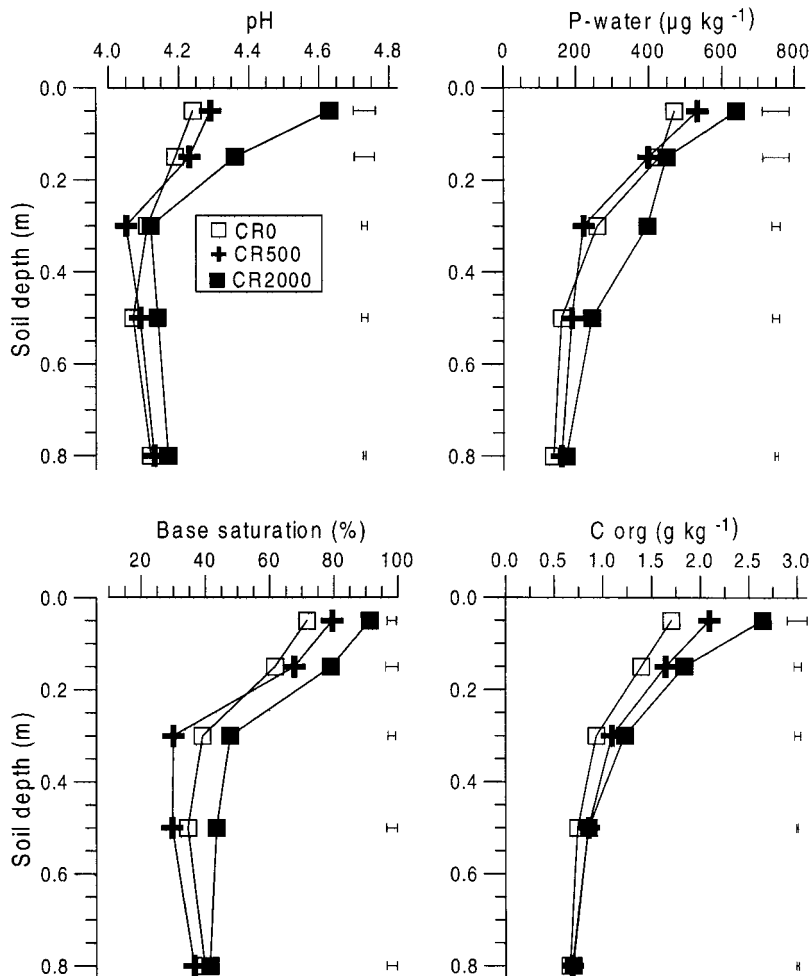 pH
4.0 4.2 4.4 4.6 4.8
0.0
0.2
0.4
0.6
0.8
Soil depth (m)
CR0
CR500
CR2000
P-water (µg kg -1)
0 200 400 600 800
0.0
0.2
0.4
0.6
0.8
Base saturation (%)
20 40 60 80 100
0.0
0.2
0.4
0.6
0.8
Soil depth (m)
C org (g kg -1)
0.0 0.5 1.0 1.5 2.0 2.5 3.0
0.0
0.2
0.4
0.6
0.8